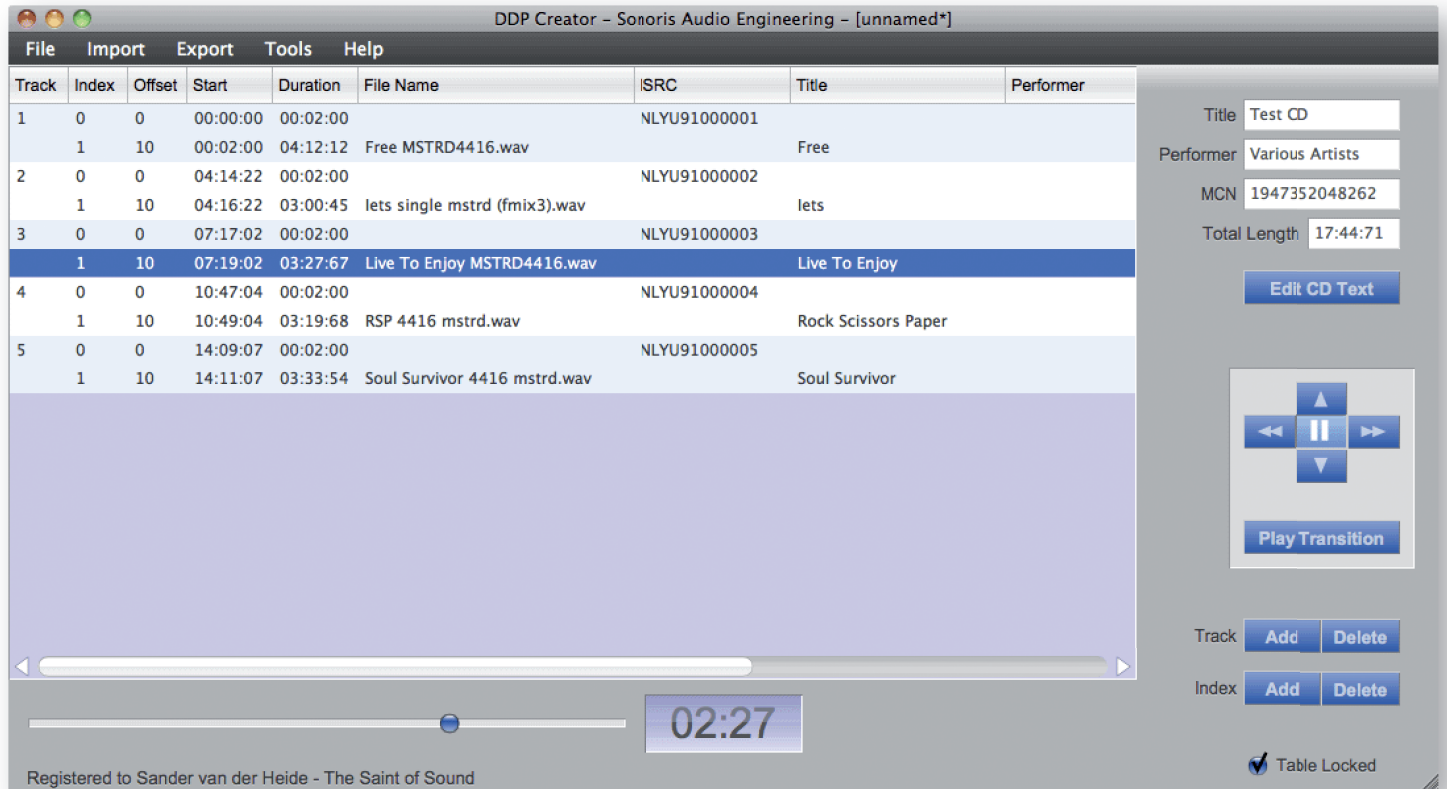 DDP Creator – Sonoris Audio Engineering – [unnamed*]
File Import Export Tools Help
Track Index Offset Start Duration File Name ISRC Title Performer
1 0 0 00:00:00 00:02:00 NLYU91000001
1 10 00:02:00 04:12:12 Free MSTRD4416.wav Free
2 0 0 04:14:22 00:02:00 NLYU91000002
1 10 04:16:22 03:00:45 lets single mstrd (fmix3).wav lets
3 0 0 07:17:02 00:02:00 NLYU91000003
1 10 07:19:02 03:27:67 Live To Enjoy MSTRD4416.wav Live To Enjoy
4 0 0 10:47:04 00:02:00 NLYU91000004
1 10 10:49:04 03:19:68 RSP 4416 mstrd.wav Rock Scissors Paper
5 0 0 14:09:07 00:02:00 NLYU91000005
1 10 14:11:07 03:33:54 Soul Survivor 4416 mstrd.wav Soul Survivor
Title Test CD
Performer Various Artists
MCN 1947352048262
Total Length 17:44:71
Edit CD Text
Play Transition
Track Add Delete
Index Add Delete
02:27
Table Locked
Registered to Sander van der Heide - The Saint of Sound